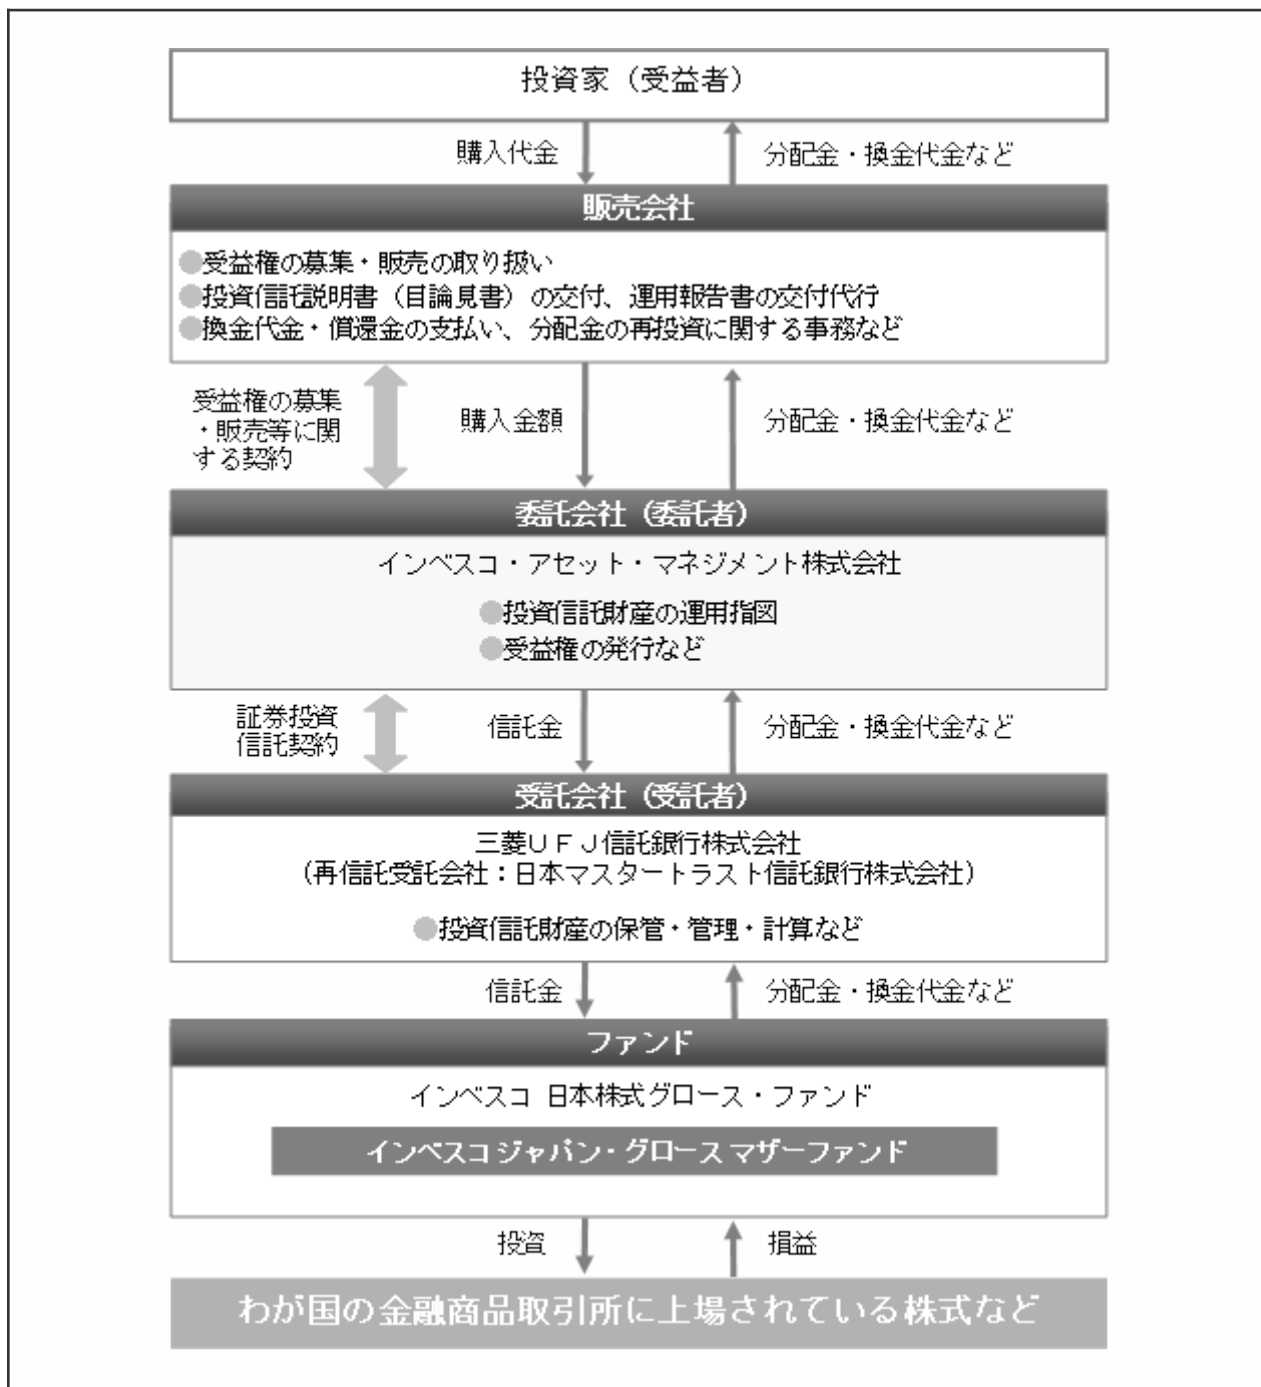 投資家（受益者）
購入代金
分配金・換金代金など
販売会社
●受益権の募集・販売の取り扱い
●投資信託説明書（目論見書）の交付、運用報告書の交付代行
●換金代金・償還金の支払い、分配金の再投資に関する事務など
受益権の募集
・販売等に関
する契約
購入金額
分配金・換金代金など
委託会社（委託者）
インベスコ・アセット・マネジメント株式会社
●投資信託財産の運用指図
●受益権の発行など
証券投資
信託契約
信託金
分配金・換金代金など
受託会社（受託者）
三菱ＵＦＪ信託銀行株式会社
（再信託受託会社：日本マスタートラスト信託銀行株式会社）
●投資信託財産の保管・管理・計算など
信託金
分配金・換金代金など
ファンド
インベスコ 日本株式グロース・ファンド
インベスコ ジャパン・グロース マザーファンド
投資
損益
わが国の金融商品取引所に上場されている株式など